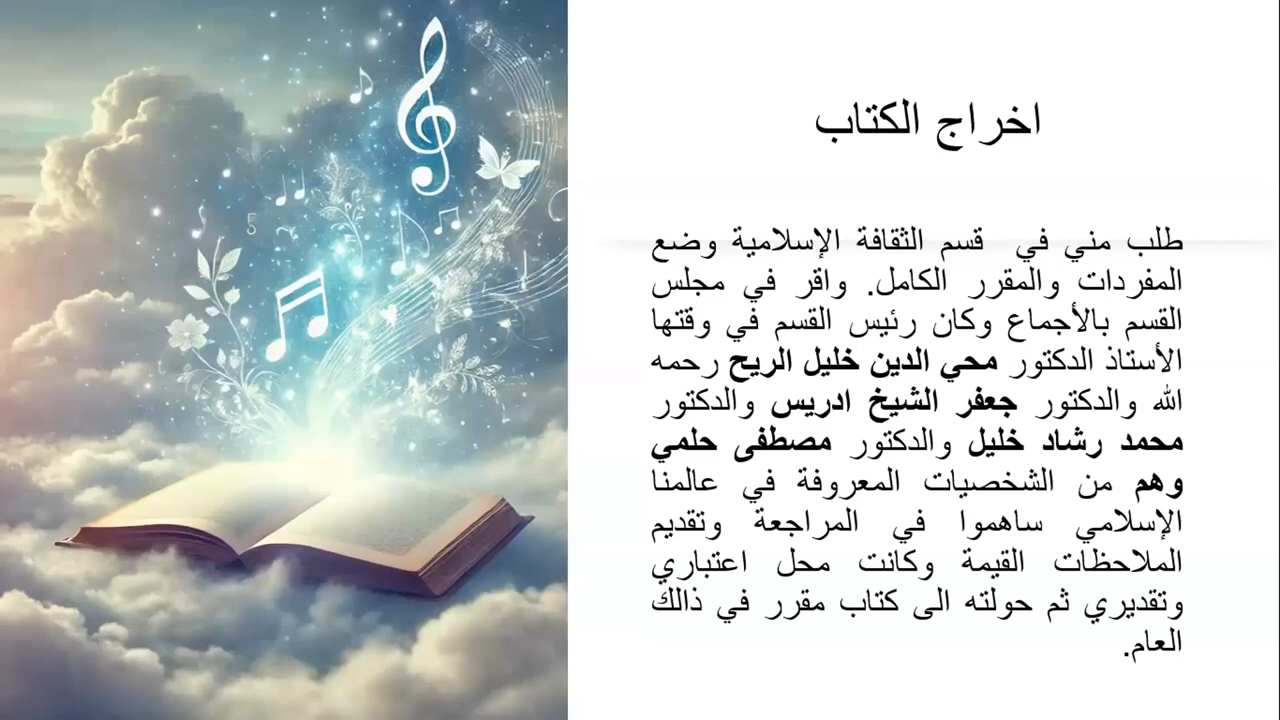 اخراج الكتاب
طلب مني في قسم الثقافة الإسلامية وضع
المفردات والمقرر الكامل. واقر في مجلس
القسم بالأجماع وكان رئيس القسم في وقتها
الأستاذ الدكتور محي الدين خليل الريح رحمه
الله والدكتور جعفر الشيخ ادريس والدكتور
محمد رشاد خليل والدكتور مصطفى حلمي
وهم من الشخصيات المعروفة في عالمنا
الإسلامي ساهموا في المراجعة وتقديم
الملاحظات القيمة وكانت محل اعتباري
وتقديري ثم حولته الى كتاب مقرر في ذالك
العام.